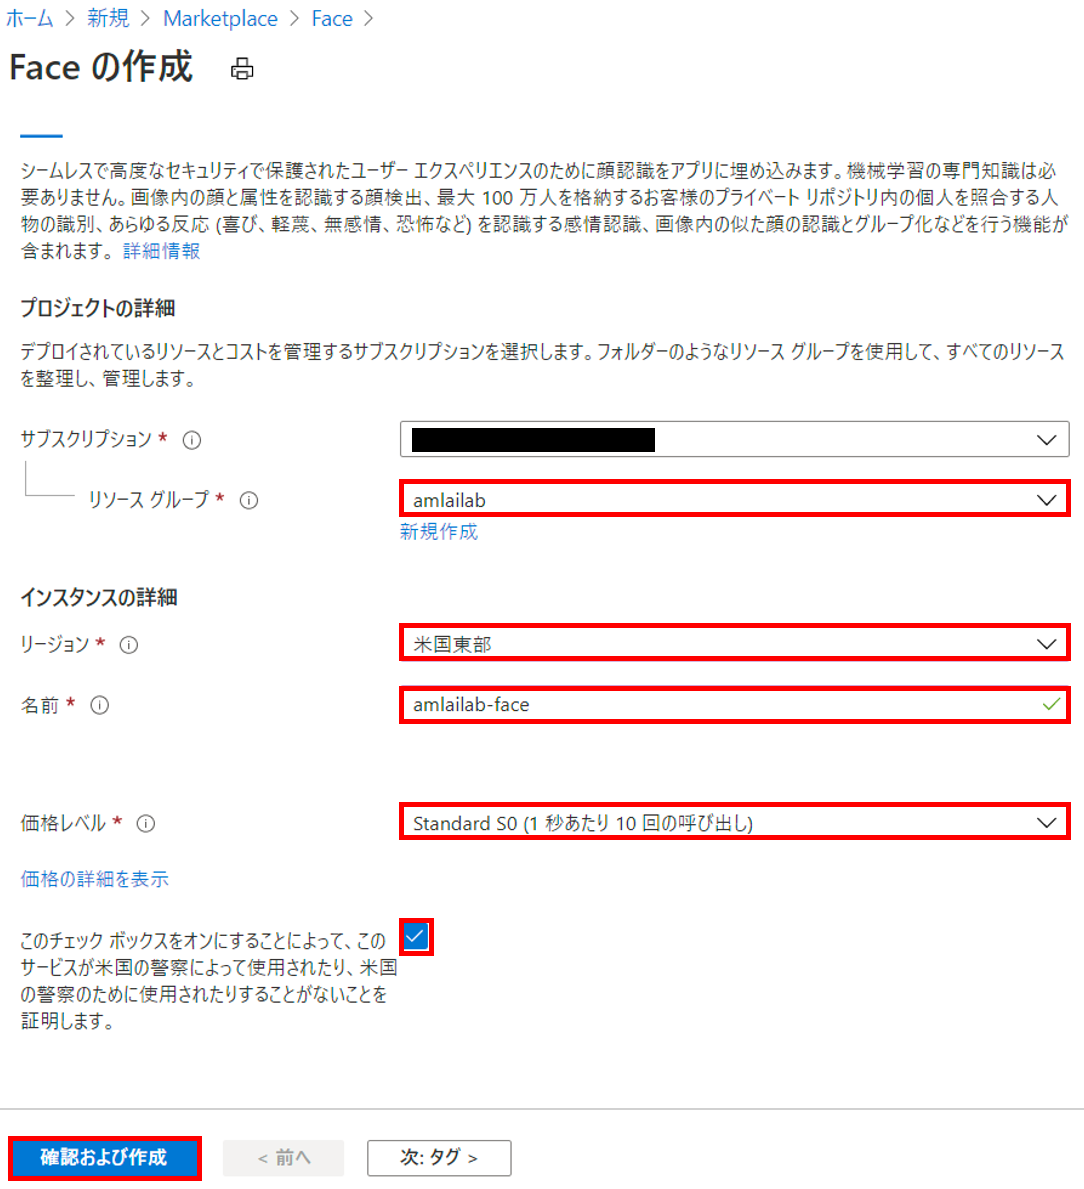 ホーム > 新規 > Marketplace > Face >
Face の作成
シームレスで高度なセキュリティで保護されたユーザー エクスペリエンスのために顔認識をアプリに埋め込みます。機械学習の専門知識は必
要ありません。画像内の顔と属性を認識する顔検出、最大 100 万人を格納するお客様のプライベート リポジトリ内の個人を照合する人
物の識別、あらゆる反応 (喜び、軽蔑、無感情、恐怖など) を認識する感情認識、画像内の似た顔の認識とグループ化などを行う機能が
含まれます。 詳細情報
プロジェクトの詳細
デプロイされているリソースとコストを管理するサブスクリプションを選択します。フォルダーのようなリソース グループを使用して、すべてのリソース
を整理し、管理します。
サブスクリプション *
リソース グループ * amlailab
新規作成
インスタンスの詳細
リージョン * 米国東部
名前 * amlailab-face
価格レベル * Standard S0 (1 秒あたり 10 回の呼び出し)
価格の詳細を表示
このチェック ボックスをオンにすることによって、この
サービスが米国の警察によって使用されたり、米国
の警察のために使用されたりすることがないことを
証明します。
確認および作成 < 前へ 次: タグ >